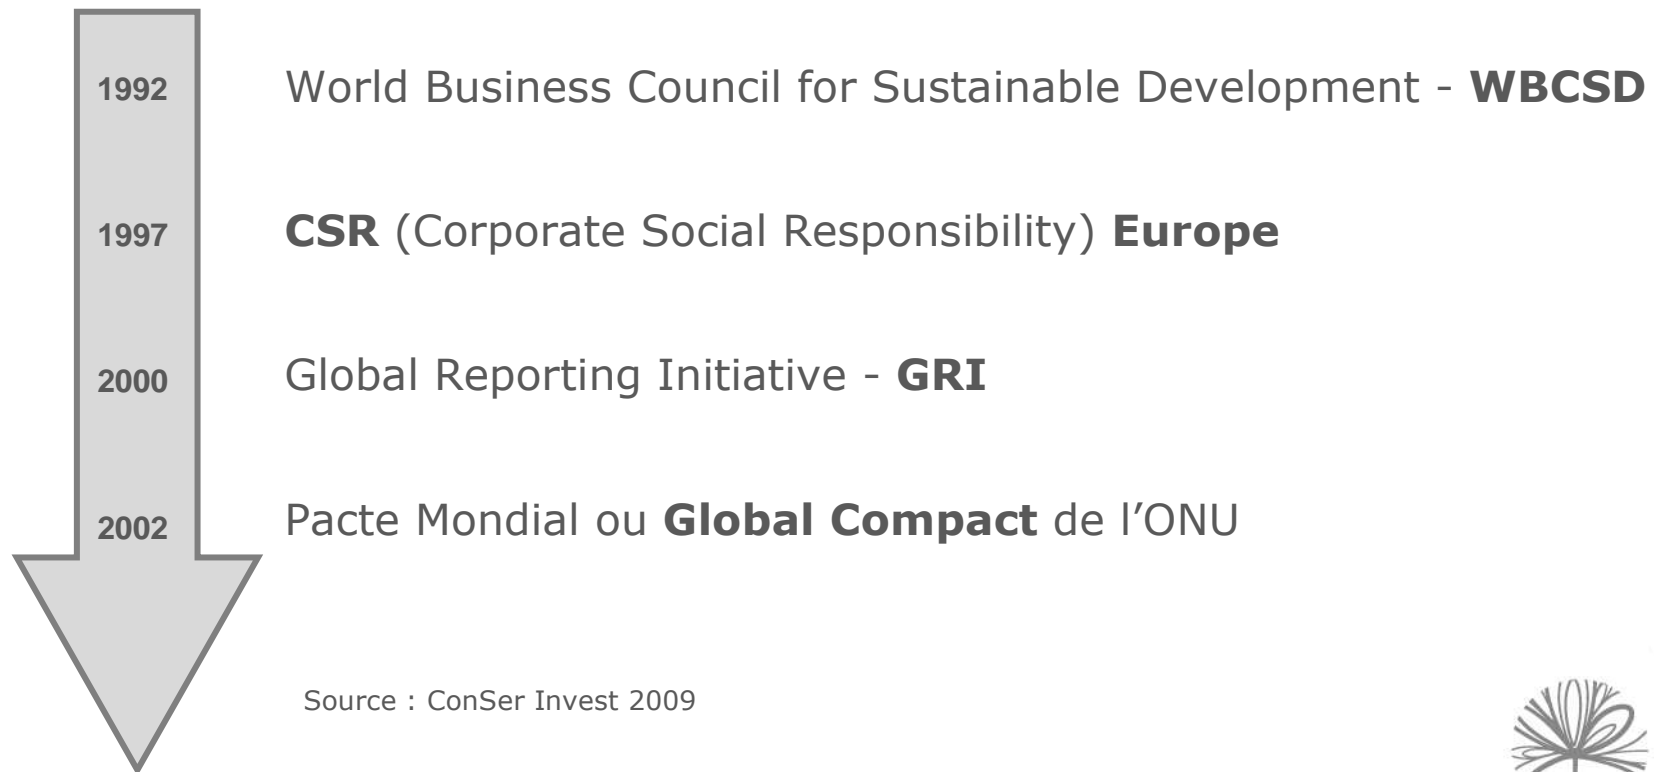 1992 World Business Council for Sustainable Development - WBCSD
1997 CSR (Corporate Social Responsibility) Europe
2000 Global Reporting Initiative - GRI
2002 Pacte Mondial ou Global Compact de l’ONU
Source : ConSer Invest 2009